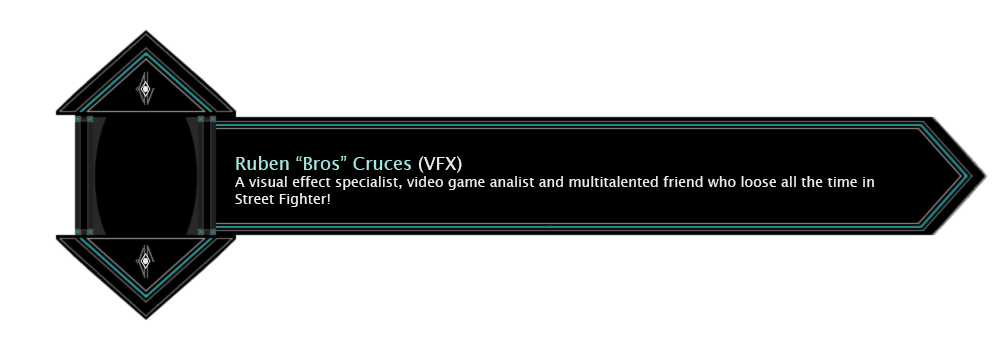 Ruben “Bros” Cruces (VFX)
A visual effect specialist, video game analist and multitalented friend who loose all the time in
Street Fighter!